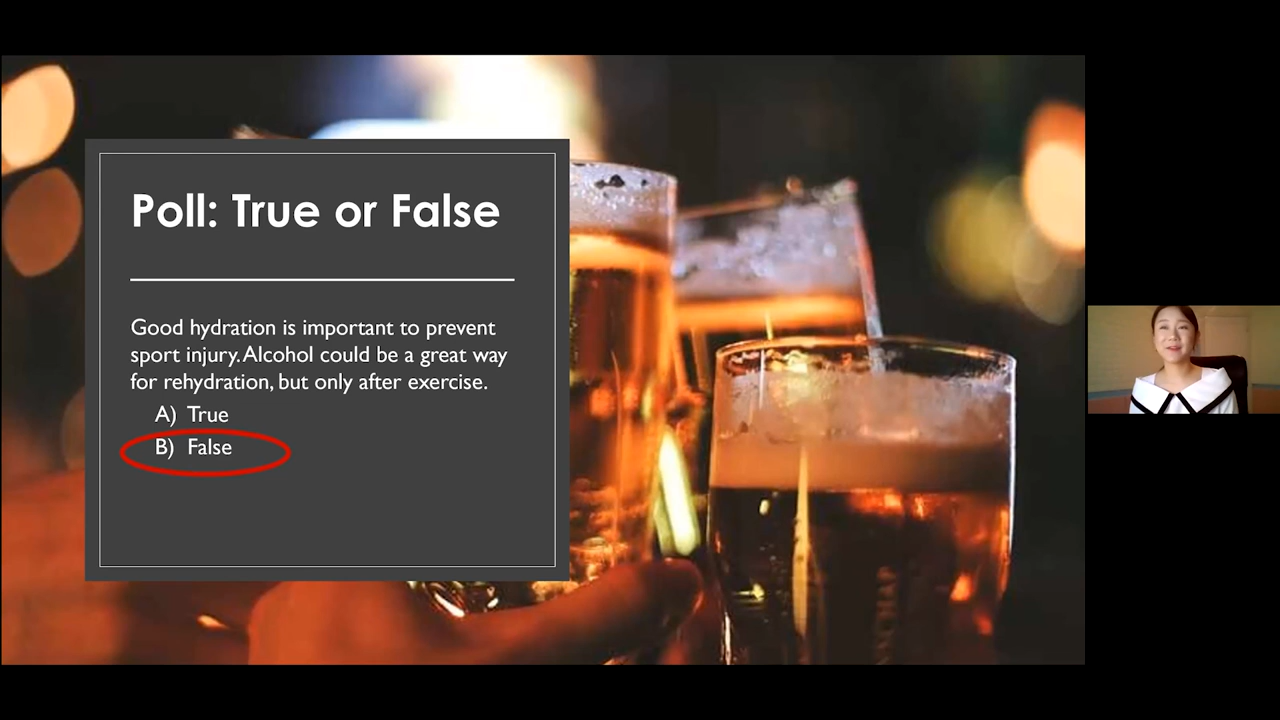 Poll: True or False
Good hydration is important to prevent
sport injury. Alcohol could be a great way
for rehydration, but only after exercise.
A) True
B) False